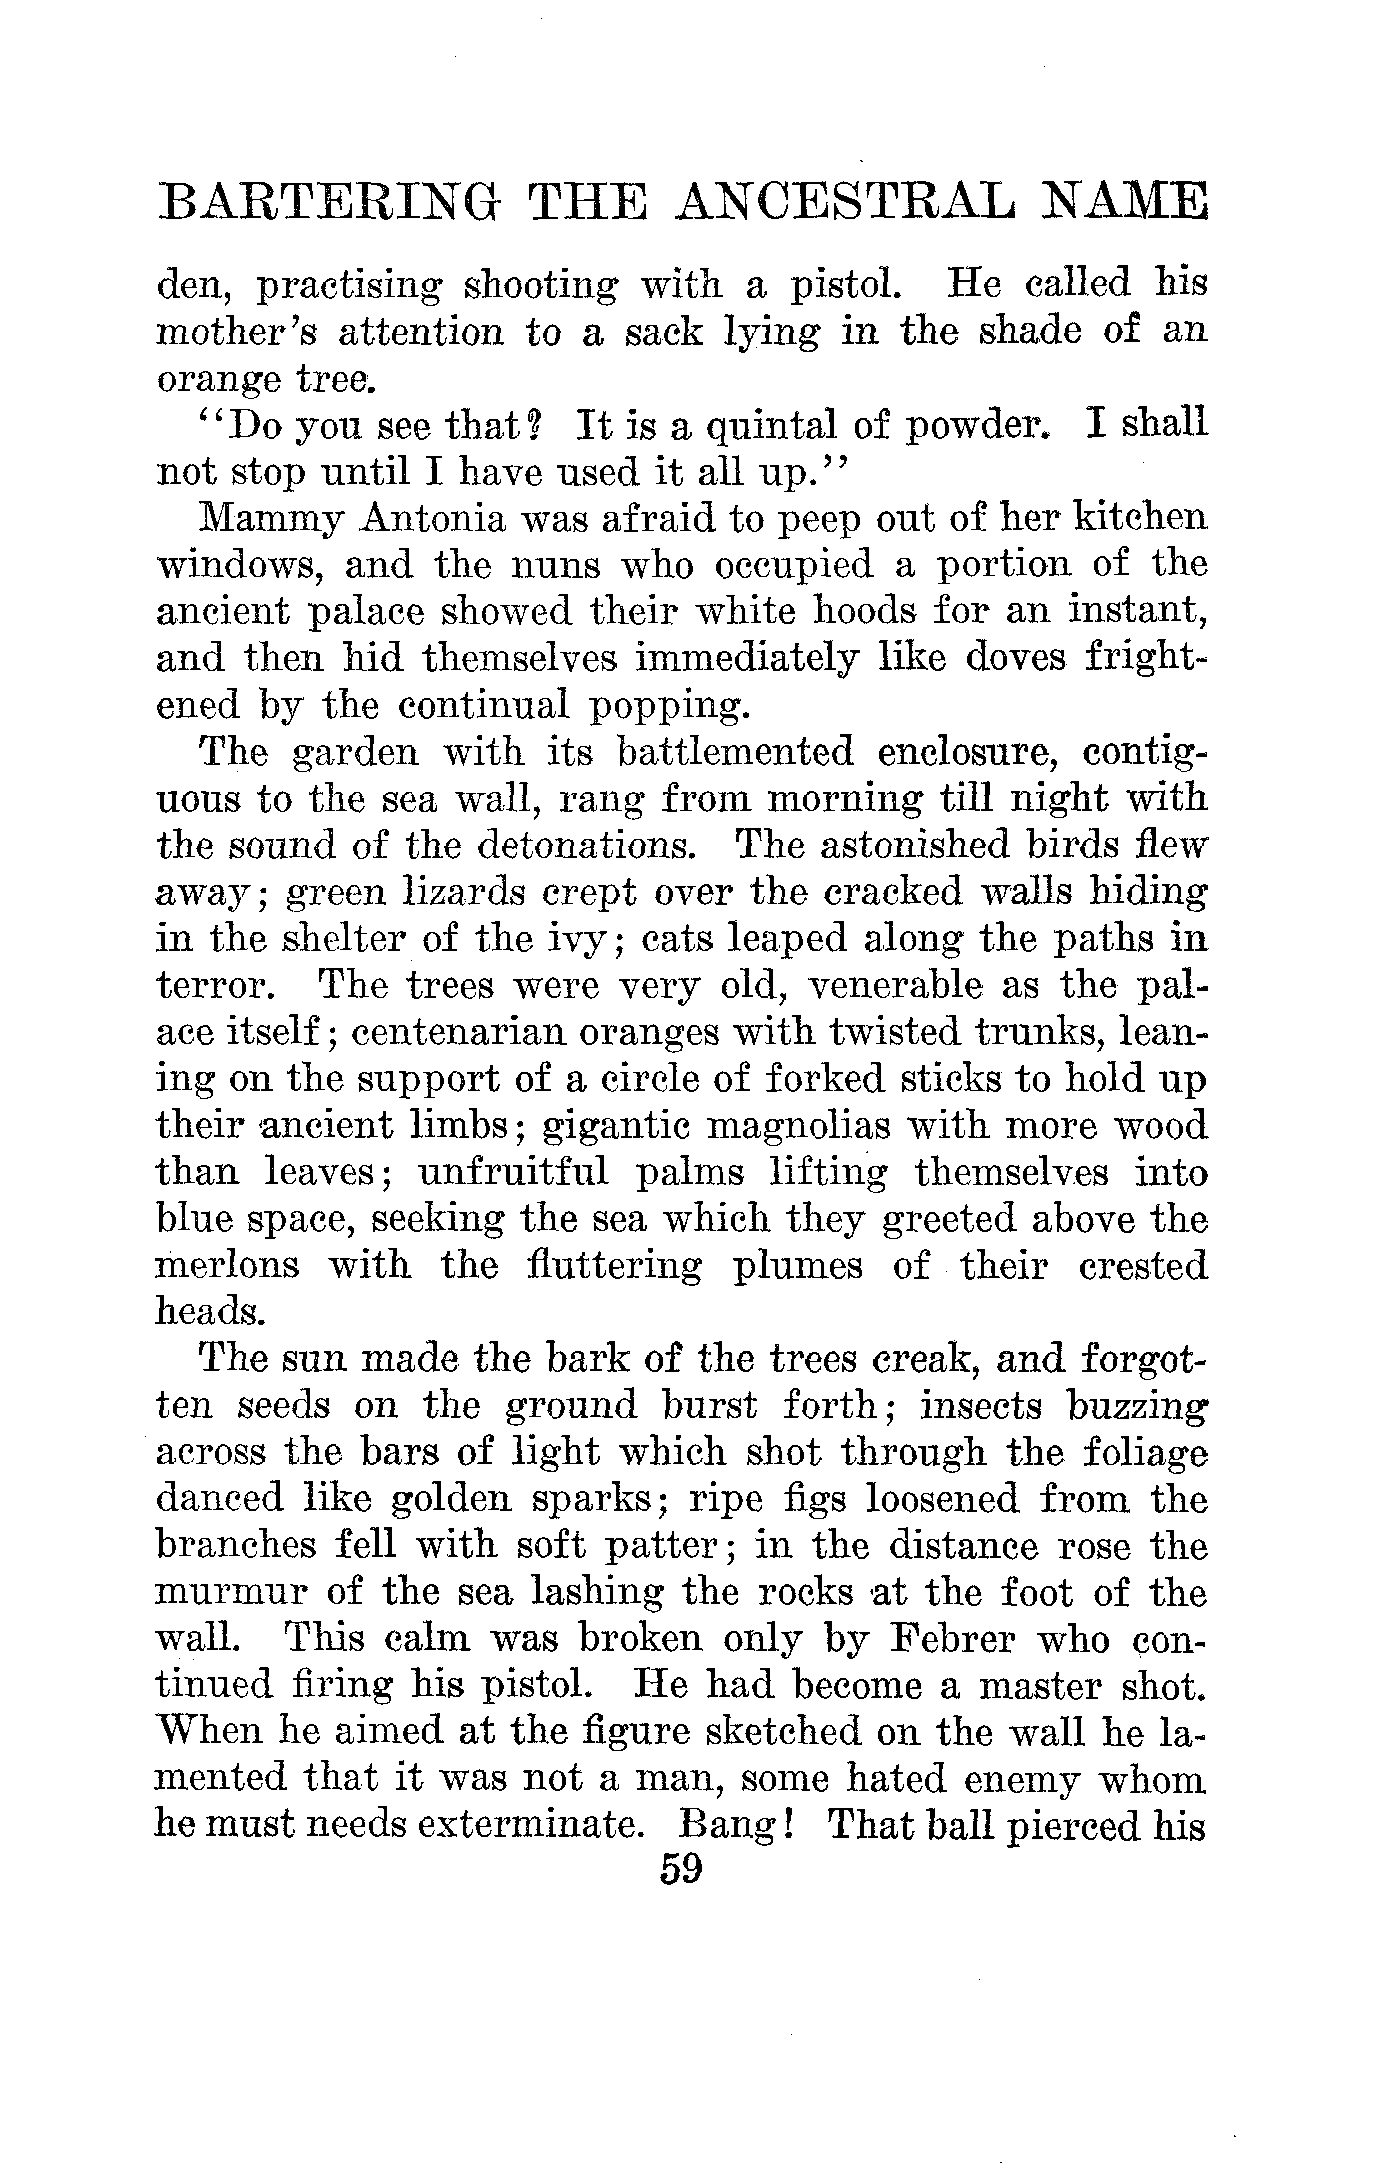 BARTERING THE ANCESTRAL NAME
den, practising shooting with a pistol. He called his
mother's attention to a sack lying in the shade of an
orange tree.
"Do you see that? It is a quintal of powder. I shall
not stop until I have used it all up."
Mammy Antonia was afraid to peep out of her kitchen
windows, and the nuns who occupied a portion of the
ancient palace showed their white hoods for an instant,
and then hid themselves immediately like doves fright-
ened by the continual popping.
The garden with its battlemented enclosure, contig-
uous to the sea wall, rang from morning till night with
the sound of the detonations. The astonished birds flew
away; green lizards crept over the cracked walls hiding
in the shelter of the ivy; cats leaped along the paths in
terror. The trees were very old, venerable as the pal-
ace itself; centenarian oranges with twisted trunks, lean-
ing on the support of a circle of forked sticks to hold up
their ancient limbs; gigantic magnolias with more wood
than leaves; unfruitful palms lifting themselves into
blue space, seeking the sea which they greeted above the
merlons with the fluttering plumes of their crested
heads.
The sun made the bark of the trees creak, and forgot-
ten seeds on the ground burst forth; insects buzzing
across the bars of light which shot through the foliage
danced like golden sparks; ripe figs loosened from the
branches fell with soft patter; in the distance rose the
murmur of the sea lashing the rocks at the foot of the
wall. This calm was broken only by Febrer who con-
tinued firing his pistol. He had become a master shot.
When he aimed at the figure sketched on the wall he la-
mented that it was not a man, some hated enemy whom
he must needs exterminate. Bang! That ball pierced his
59